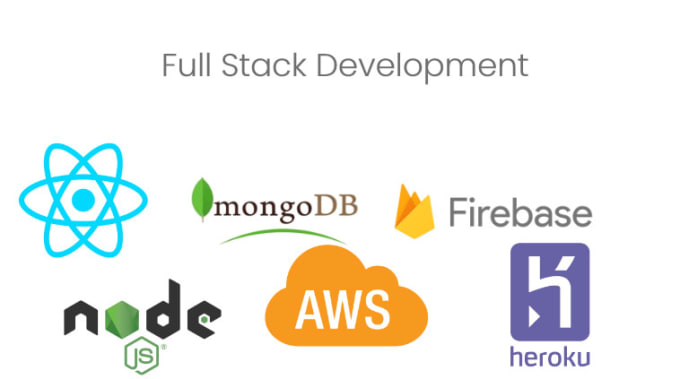 Full Stack Development
mongoDB
Firebase
node
JS®
AWS
heroku